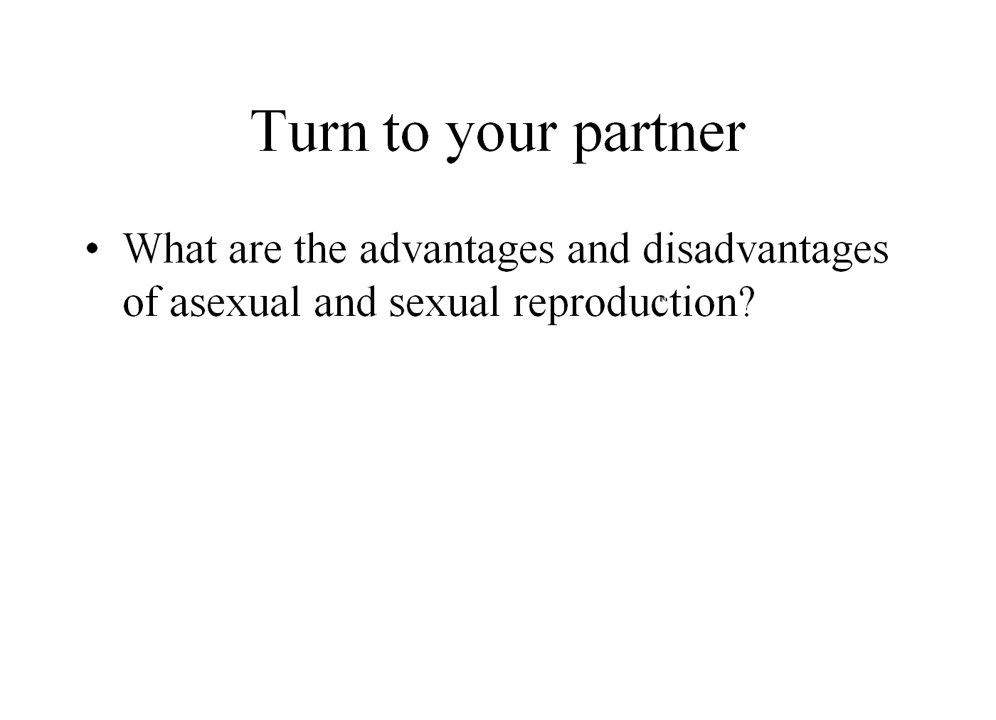 Turn to your partner
• What are the advantages and disadvantages
of asexual and sexual reproduction?